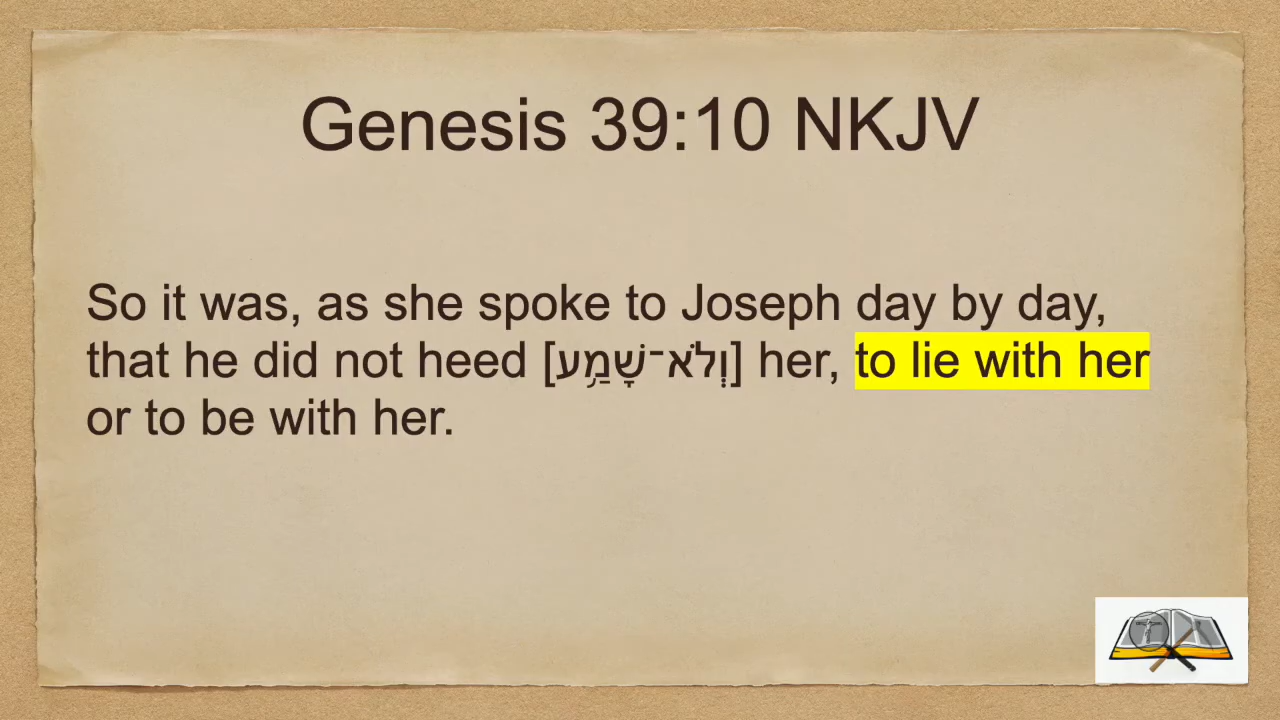 Genesis 39:10 NKJV
So it was, as she spoke to Joseph day by day,
that he did not heed [וְלֹא־שָׁמַ֥ע] her, to lie with her
or to be with her.